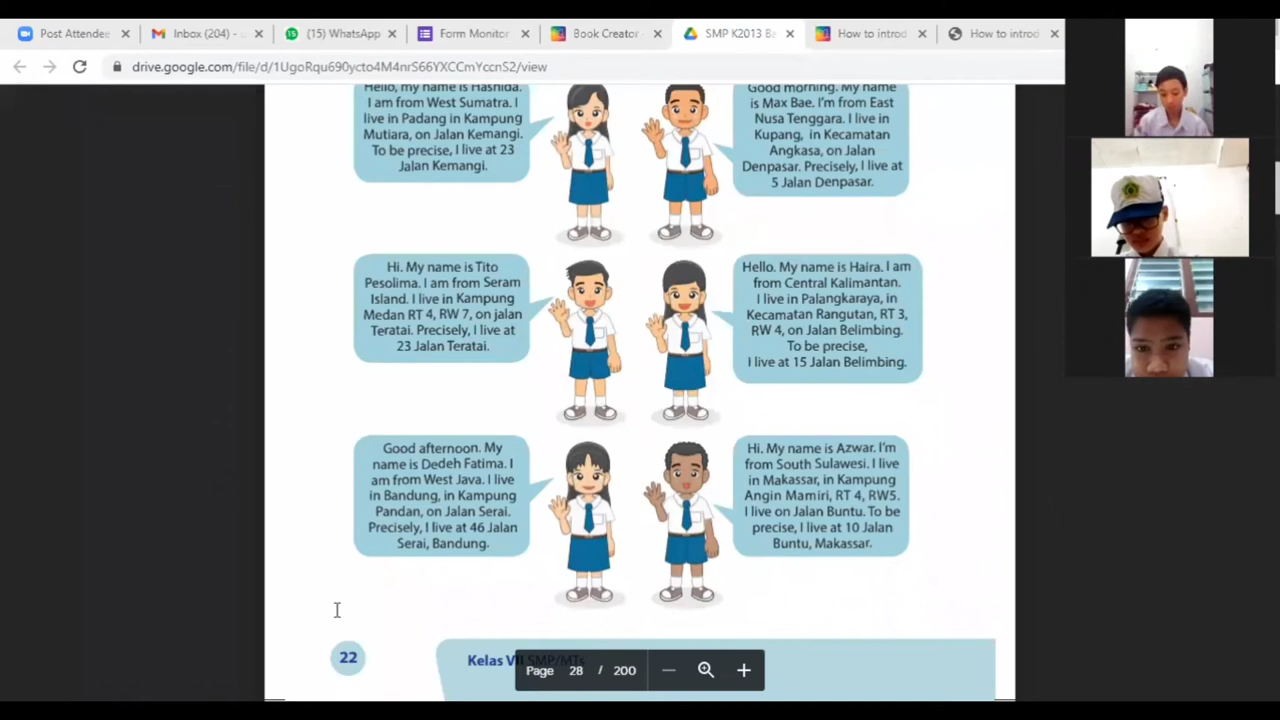 Post Attendee
Inbox (204) -
(15) WhatsApp
Form Monitor
Book Creator -
SMP K2013 Ba
How to introd
How to introd
drive.google.com/file/d/1UgoRqu690ycto4M4nrS66YXCCmYccnS2/view
Hello, my name is Hashida.
I am from West Sumatra. I
live in Padang in Kampung
Mutiara, on Jalan Kemangi.
To be precise, I live at 23
Jalan Kemangi.
Good morning. My name
is Max Bae. I'm from East
Nusa Tenggara. I live in
Kupang, in Kecamatan
Angkasa, on Jalan
Denpasar. Precisely, I live at
5 Jalan Denpasar.
Hi. My name is Tito
Pesolima. I am from Seram
Island. I live in Kampung
Medan RT 4, RW 7, on jalan
Teratai. Precisely, I live at
23 Jalan Teratai.
Hello. My name is Haira. I am
from Central Kalimantan.
I live in Palangkaraya, in
Kecamatan Rangutan, RT 3,
RW 4, on Jalan Belimbing.
To be precise,
I live at 15 Jalan Belimbing.
Good afternoon. My
name is Dedeh Fatima. I
am from West Java. I live
in Bandung, in Kampung
Pandan, on Jalan Serai.
Precisely, I live at 46 Jalan
Serai, Bandung.
Hi. My name is Azwar. I'm
from South Sulawesi. I live
in Makassar, in Kampung
Angin Mamiri, RT 4, RW5.
I live on Jalan Buntu. To be
precise, I live at 10 Jalan
Buntu, Makassar.
22
Kelas VII SMP/MTs
Page 28 / 200